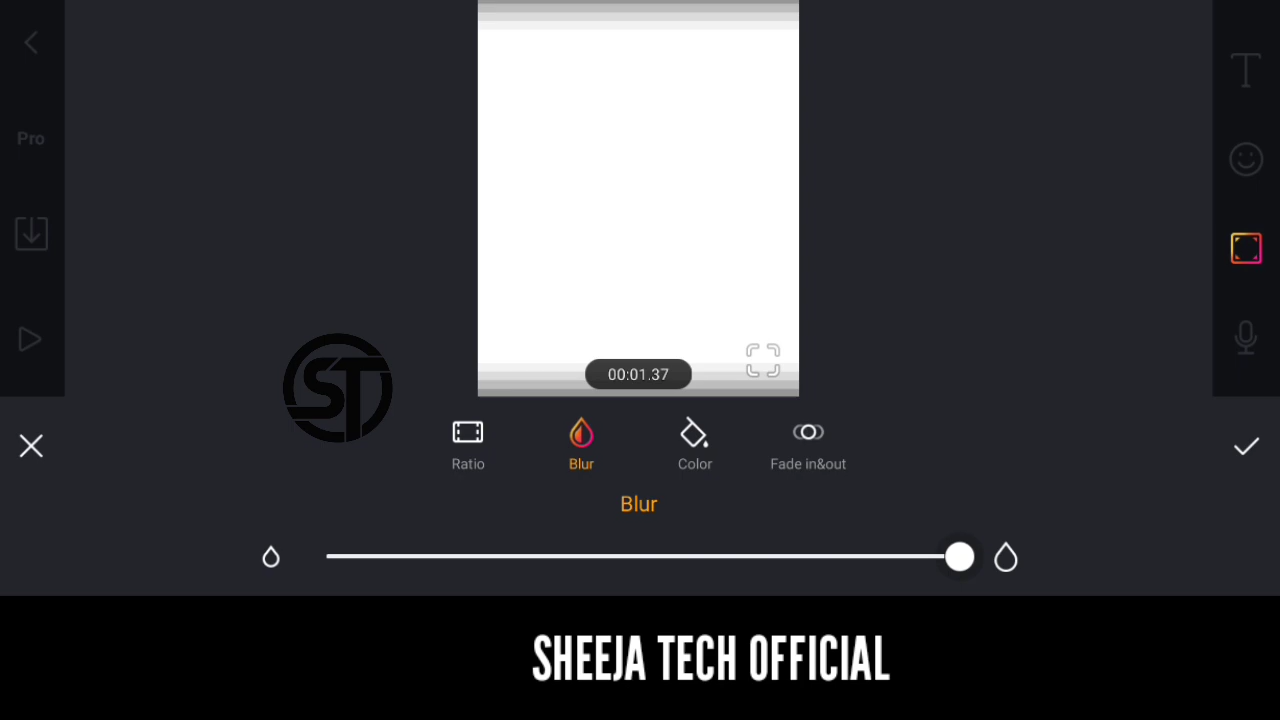 Pro
00:01.37
ST
Ratio
Blur
Color
Fade in&out
Blur
SHEEJA TECH OFFICIAL